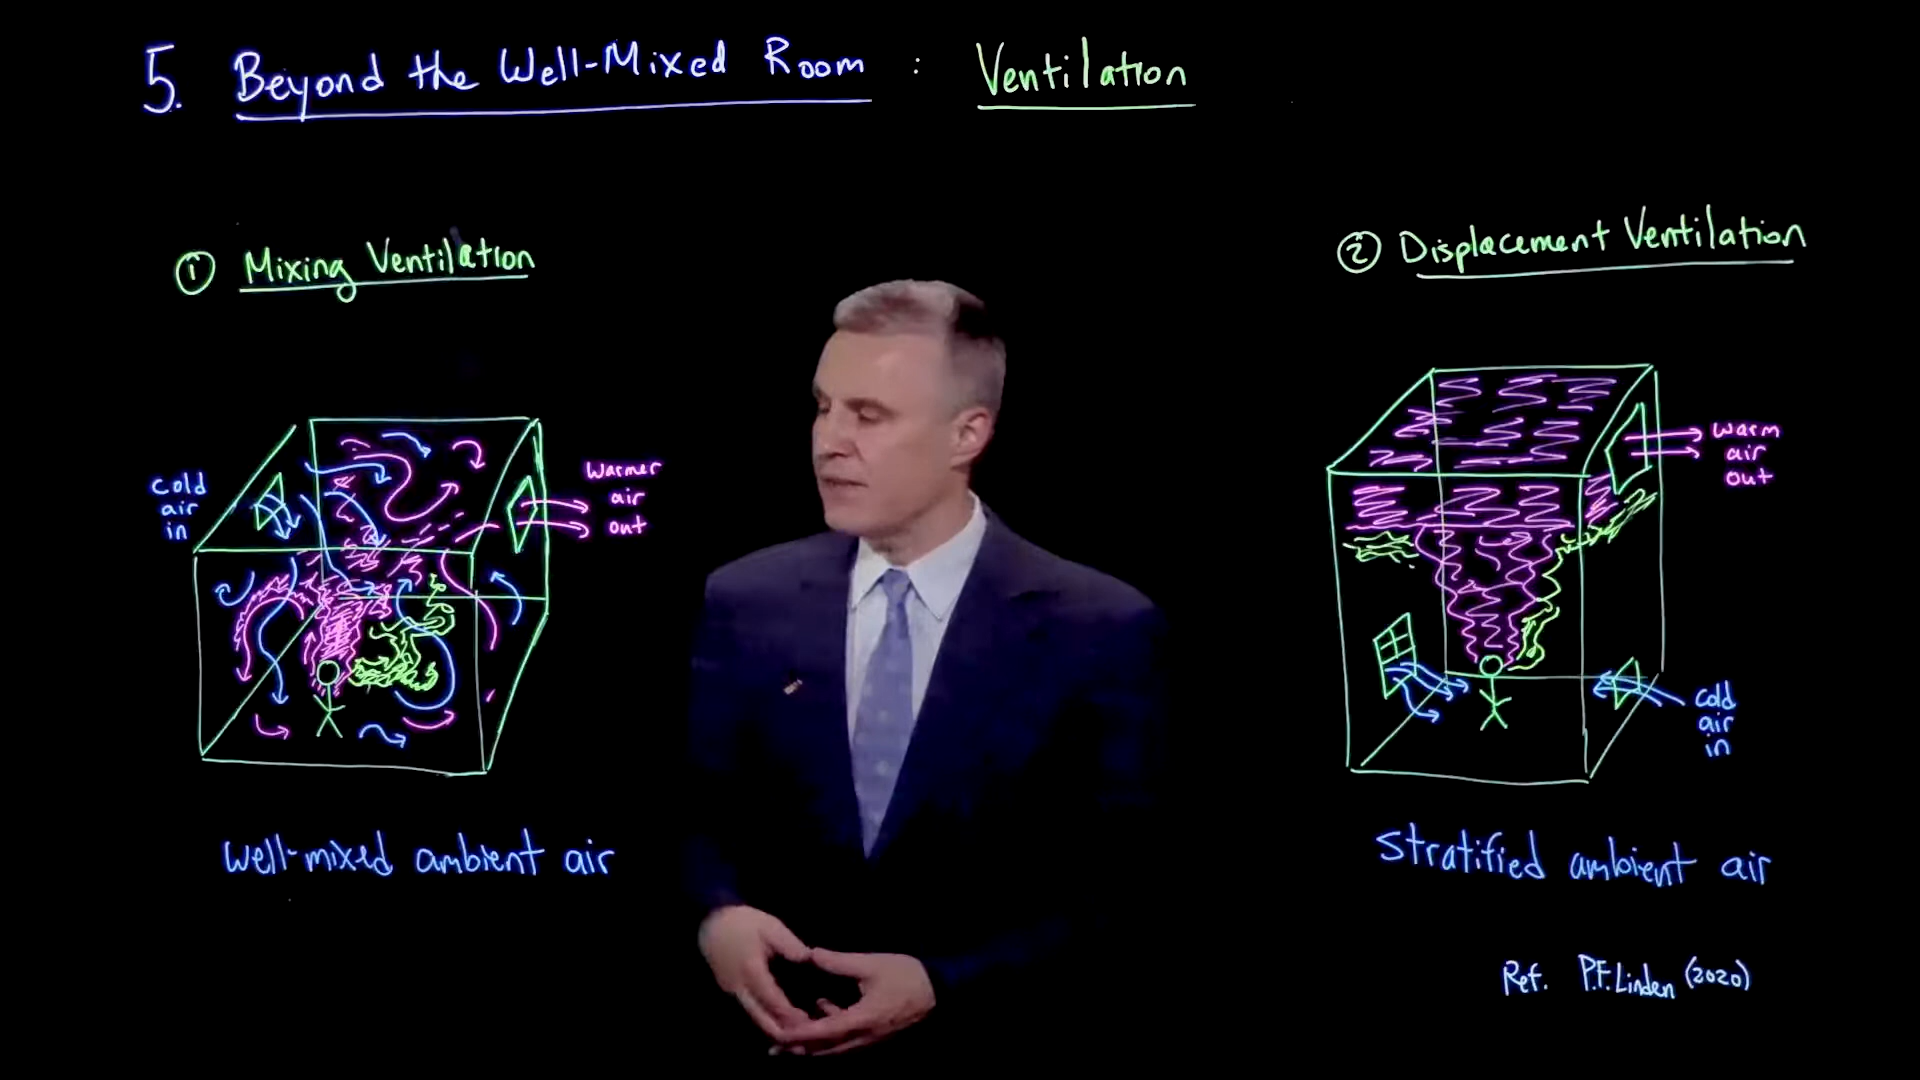 5. Beyond the Well-Mixed Room : Ventilation
① Mixing Ventilation
cold
air
in
Warmer
air
out
well-mixed ambient air
② Displacement Ventilation
warm
air
out
cold
air
in
Stratified ambient air
Ref. P.F. Linden (2020)